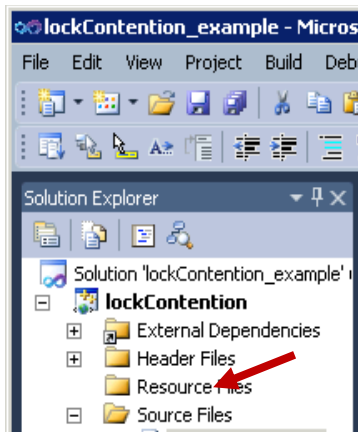 lockContention_example - Micros
File Edit View Project Build Deb
Solution Explorer
Solution 'lockContention_example'
lockContention
External Dependencies
Header Files
Resource Files
Source Files